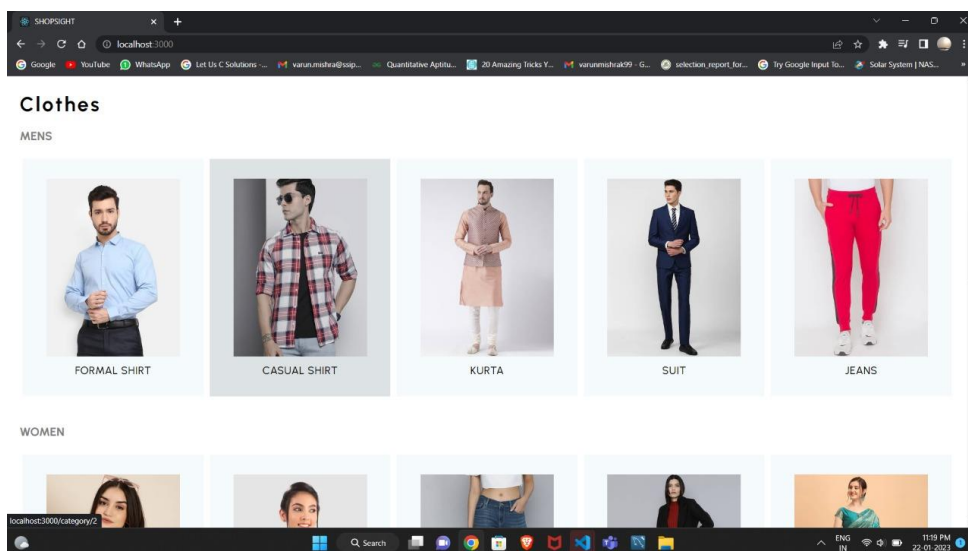 SHOPSIGHT
localhost:3000
Google YouTube WhatsApp Let Us C Solutions -... varun.mishra@ssip... Quantitative Aptitu... 20 Amazing Tricks Y... varunmishrak99 - G... selection_report_for... Try Google Input To... Solar System | NAS... »
Clothes
MENS
FORMAL SHIRT CASUAL SHIRT KURTA SUIT JEANS
WOMEN
localhost:3000/category/2
Search
ENG 11:19 PM
IN 22-01-2023